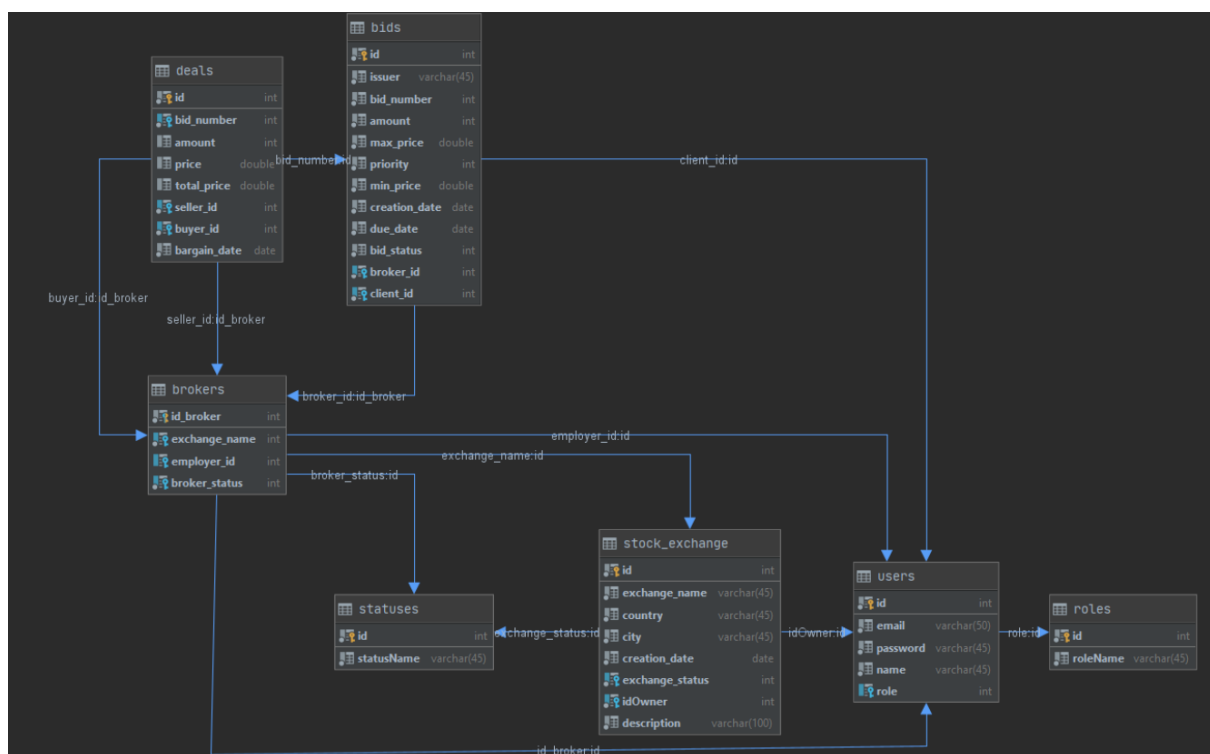 bids
id int
issuer varchar(45)
bid_number int
amount int
max_price double
priority int
min_price double
creation_date date
due_date date
bid_status int
broker_id int
client_id int
deals
id int
bid_number int
amount int
price double
total_price double
seller_id int
buyer_id int
bargain_date date
bid_number:id
client_id:id
buyer_id:id_broker
seller_id:id_broker
broker_id:id_broker
brokers
id_broker int
exchange_name int
employer_id int
broker_status int
employer_id:id
exchange_name:id
broker_status:id
stock_exchange
id int
exchange_name varchar(45)
country varchar(45)
city varchar(45)
creation_date date
exchange_status int
idOwner int
description varchar(100)
statuses
id int
statusName varchar(45)
exchange_status:id
idOwner:id
users
id int
email varchar(50)
password varchar(45)
name varchar(45)
role int
role:id
roles
id int
roleName varchar(45)
id_broker:id